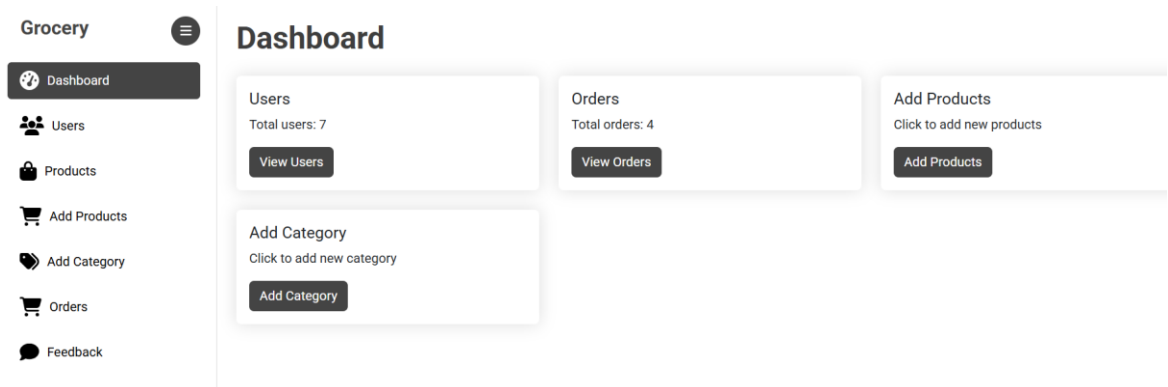 Grocery
Dashboard
Users
Products
Add Products
Add Category
Orders
Feedback
Dashboard
Users
Total users: 7
View Users
Orders
Total orders: 4
View Orders
Add Products
Click to add new products
Add Products
Add Category
Click to add new category
Add Category